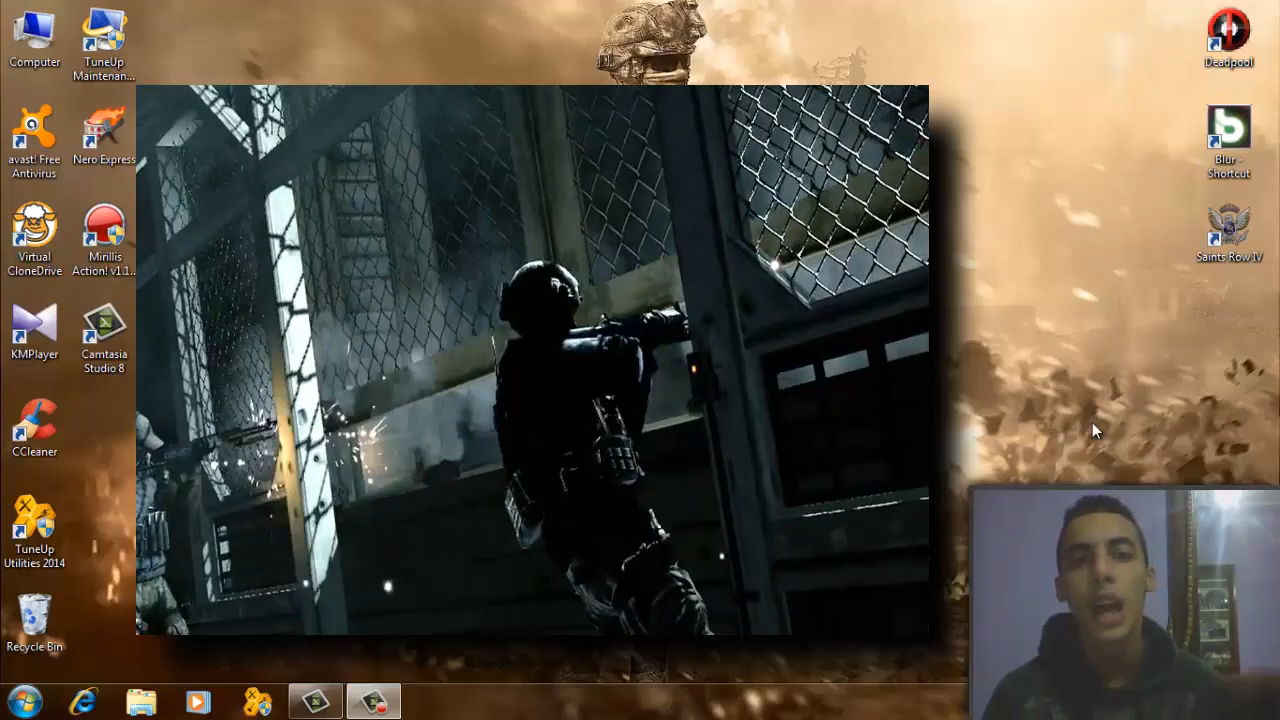 Computer
TuneUp
Maintenan...
avast! Free
Antivirus
Nero Express
Virtual
CloneDrive
Mirillis
Action! v1.1...
KMPlayer
Camtasia
Studio 8
CCleaner
TuneUp
Utilities 2014
Recycle Bin
Deadpool
Blur -
Shortcut
Saints Row IV